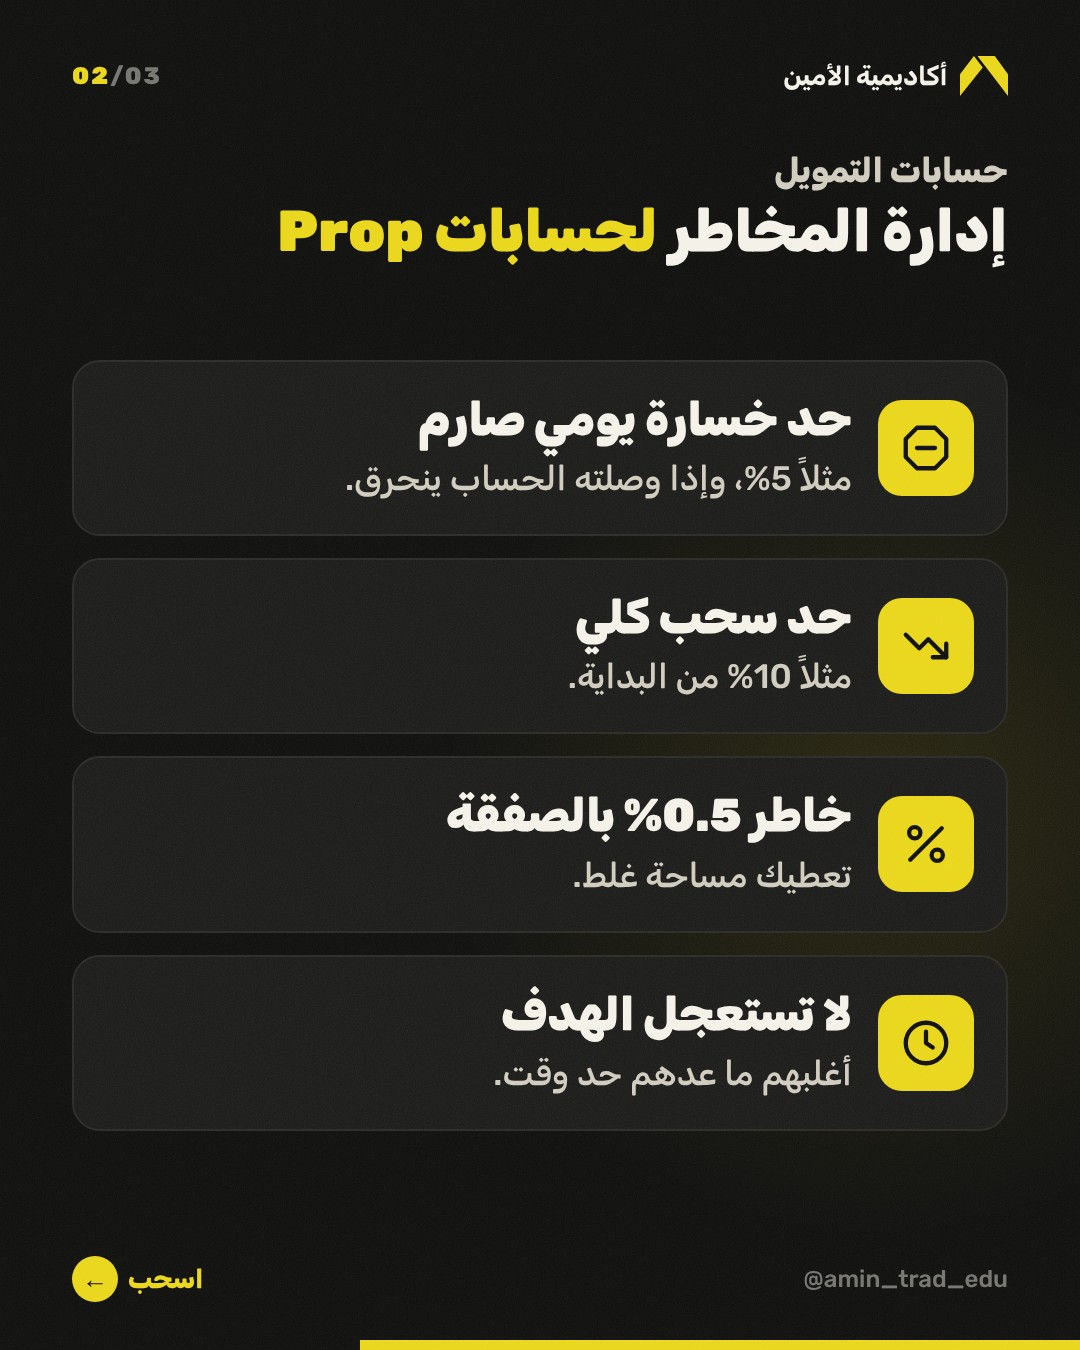 أكاديمية الأمين
02/03
حسابات التمويل
إدارة المخاطر لحسابات Prop
حد خسارة يومي صارم
مثلاً 5%، وإذا وصلته الحساب ينحرق.
حد سحب كلي
مثلاً 10% من البداية.
خاطر 0.5% بالصفقة
تعطيك مساحة غلط.
لا تستعجل الهدف
أغلبهم ما عدهم حد وقت.
@amin_trad_edu
اسحب ←